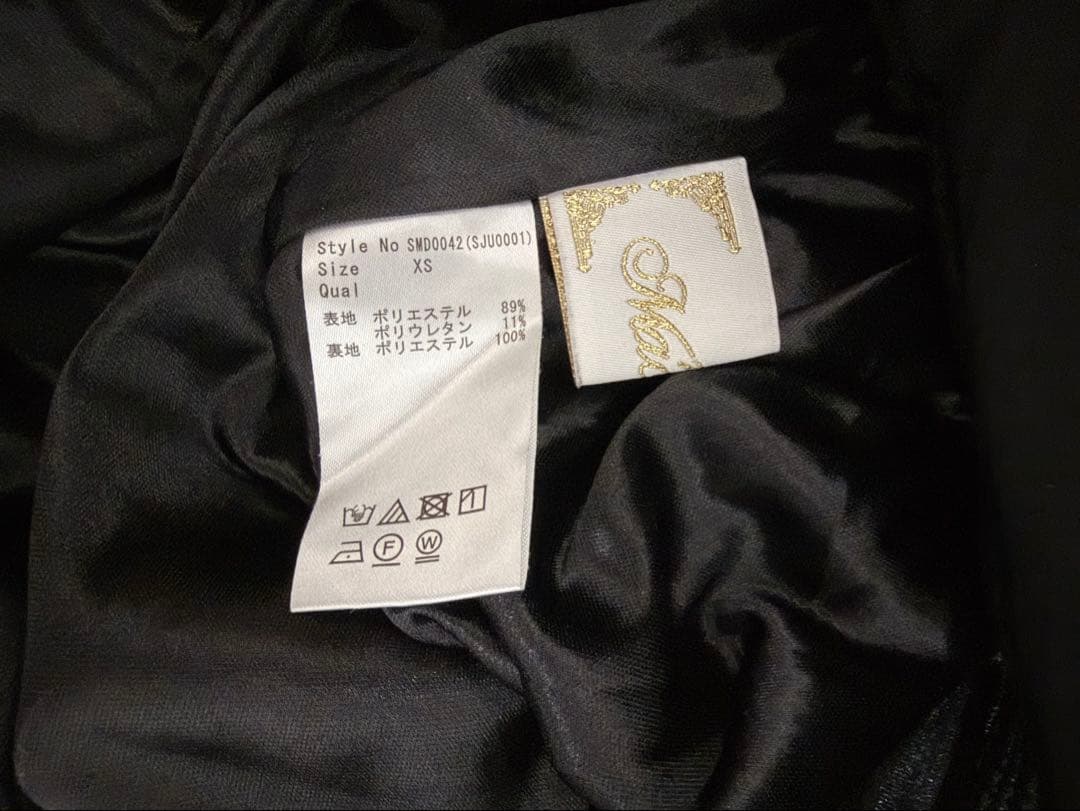 Style No SMD0042(SJU0001)
Size XS
Qual
表地 ポリエステル 89%
ポリウレタン 11%
裏地 ポリエステル 100%
F
W